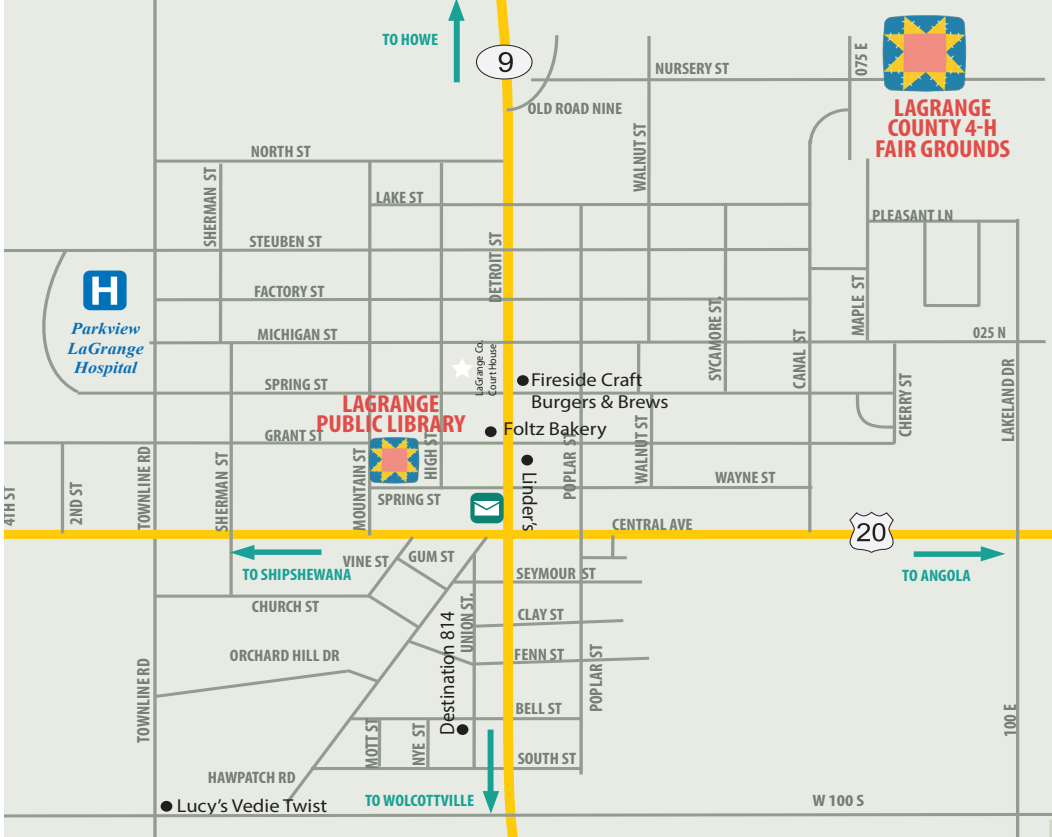 TO HOWE
9
NURSERY ST
075 E
OLD ROAD NINE
LAGRANGE
COUNTY 4-H
FAIR GROUNDS
NORTH ST
SHERMAN ST
WALNUT ST
LAKE ST
PLEASANT LN
STEUBEN ST
DETROIT ST
H
FACTORY ST
Parkview
LaGrange
Hospital
MICHIGAN ST
MAPLE ST
025 N
SYCAMORE ST.
CANAL ST
LaGrange Co.
Court House
SPRING ST
Fireside Craft
Burgers & Brews
CHERRY ST
LAKELAND DR
LAGRANGE
PUBLIC LIBRARY
GRANT ST
Foltz Bakery
HIGH ST
POPLAR ST
WALNUT ST
4TH ST
2ND ST
TOWNLINE RD
SHERMAN ST
MOUNTAIN ST
WAYNE ST
SPRING ST
Linder's
CENTRAL AVE
20
TO SHIPSHEWANA
VINE ST
GUM ST
SEYMOUR ST
TO ANGOLA
CHURCH ST
UNION ST.
CLAY ST
Destination 814
ORCHARD HILL DR
FENN ST
POPLAR ST
TOWNLINE RD
BELL ST
100 E
MOTT ST
NYE ST
SOUTH ST
HAWPATCH RD
Lucy's Vedie Twist
TO WOLCOTTVILLE
W 100 S